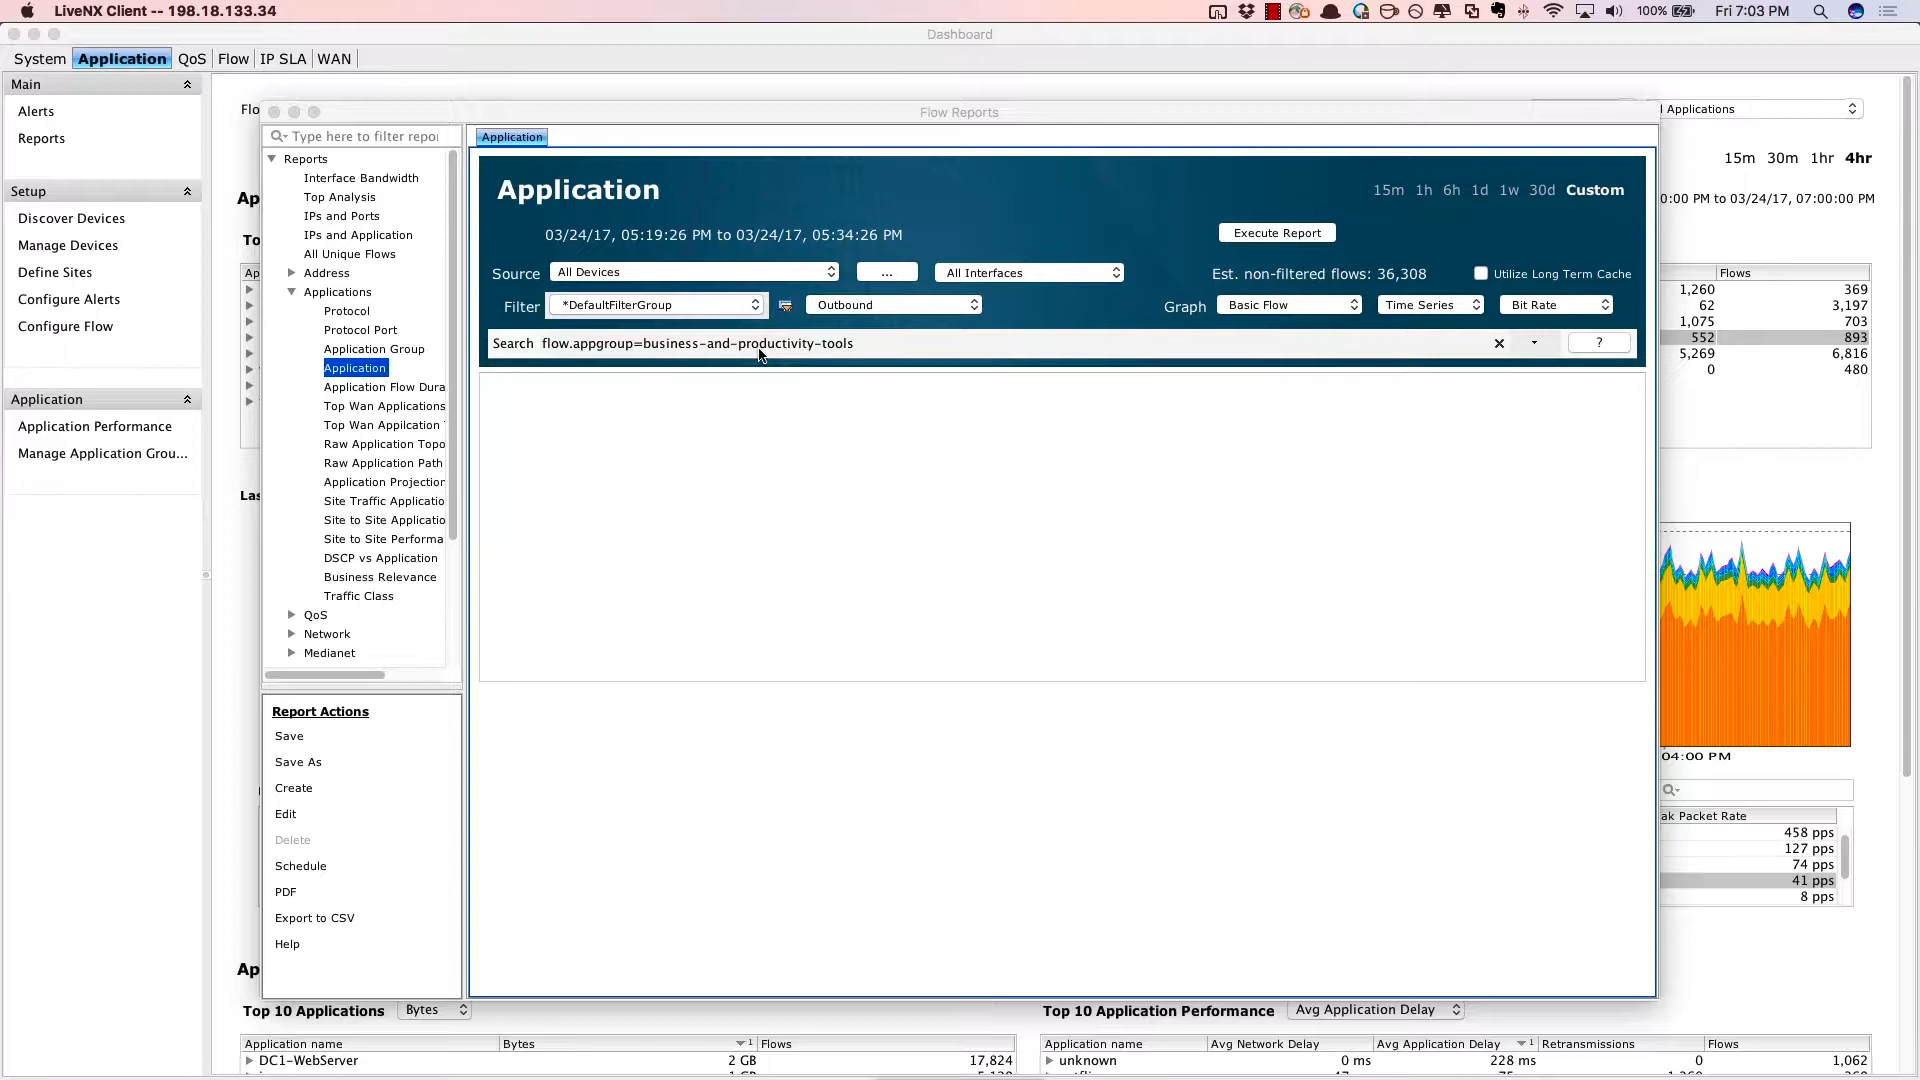 LiveNX Client -- 198.18.133.34 100% Fri 7:03 PM
Dashboard
System Application QoS Flow IP SLA WAN
Main
Alerts
Reports
Setup
Discover Devices
Manage Devices
Define Sites
Configure Alerts
Configure Flow
Application
Application Performance
Manage Application Grou...
Flow Reports
Type here to filter repor
Reports
Interface Bandwidth
Top Analysis
IPs and Ports
IPs and Application
All Unique Flows
Address
Applications
Protocol
Protocol Port
Application Group
Application
Application Flow Dura
Top Wan Applications
Top Wan Application
Raw Application Topo
Raw Application Path
Application Projection
Site Traffic Applicatio
Site to Site Applicatio
Site to Site Performa
DSCP vs Application
Business Relevance
Traffic Class
QoS
Network
Medianet
Report Actions
Save
Save As
Create
Edit
Delete
Schedule
PDF
Export to CSV
Help
Application
Application 15m 1h 6h 1d 1w 30d Custom
03/24/17, 05:19:26 PM to 03/24/17, 05:34:26 PM Execute Report
Source All Devices ... All Interfaces Est. non-filtered flows: 36,308 Utilize Long Term Cache
Filter *DefaultFilterGroup Outbound Graph Basic Flow Time Series Bit Rate
Search flow.appgroup=business-and-productivity-tools ?
Applications
15m 30m 1hr 4hr
0:00 PM to 03/24/17, 07:00:00 PM
Flows
1,260 369
62 3,197
1,075 703
552 893
5,269 6,816
0 480
04:00 PM
ak Packet Rate
458 pps
127 pps
74 pps
41 pps
8 pps
Flo
Ap
To
Ap
Las
Ap
Top 10 Applications Bytes
Application name Bytes 1 Flows
DC1-WebServer 2 GB 17,824
Top 10 Application Performance Avg Application Delay
Application name Avg Network Delay Avg Application Delay 1 Retransmissions Flows
unknown 0 ms 228 ms 0 1,062